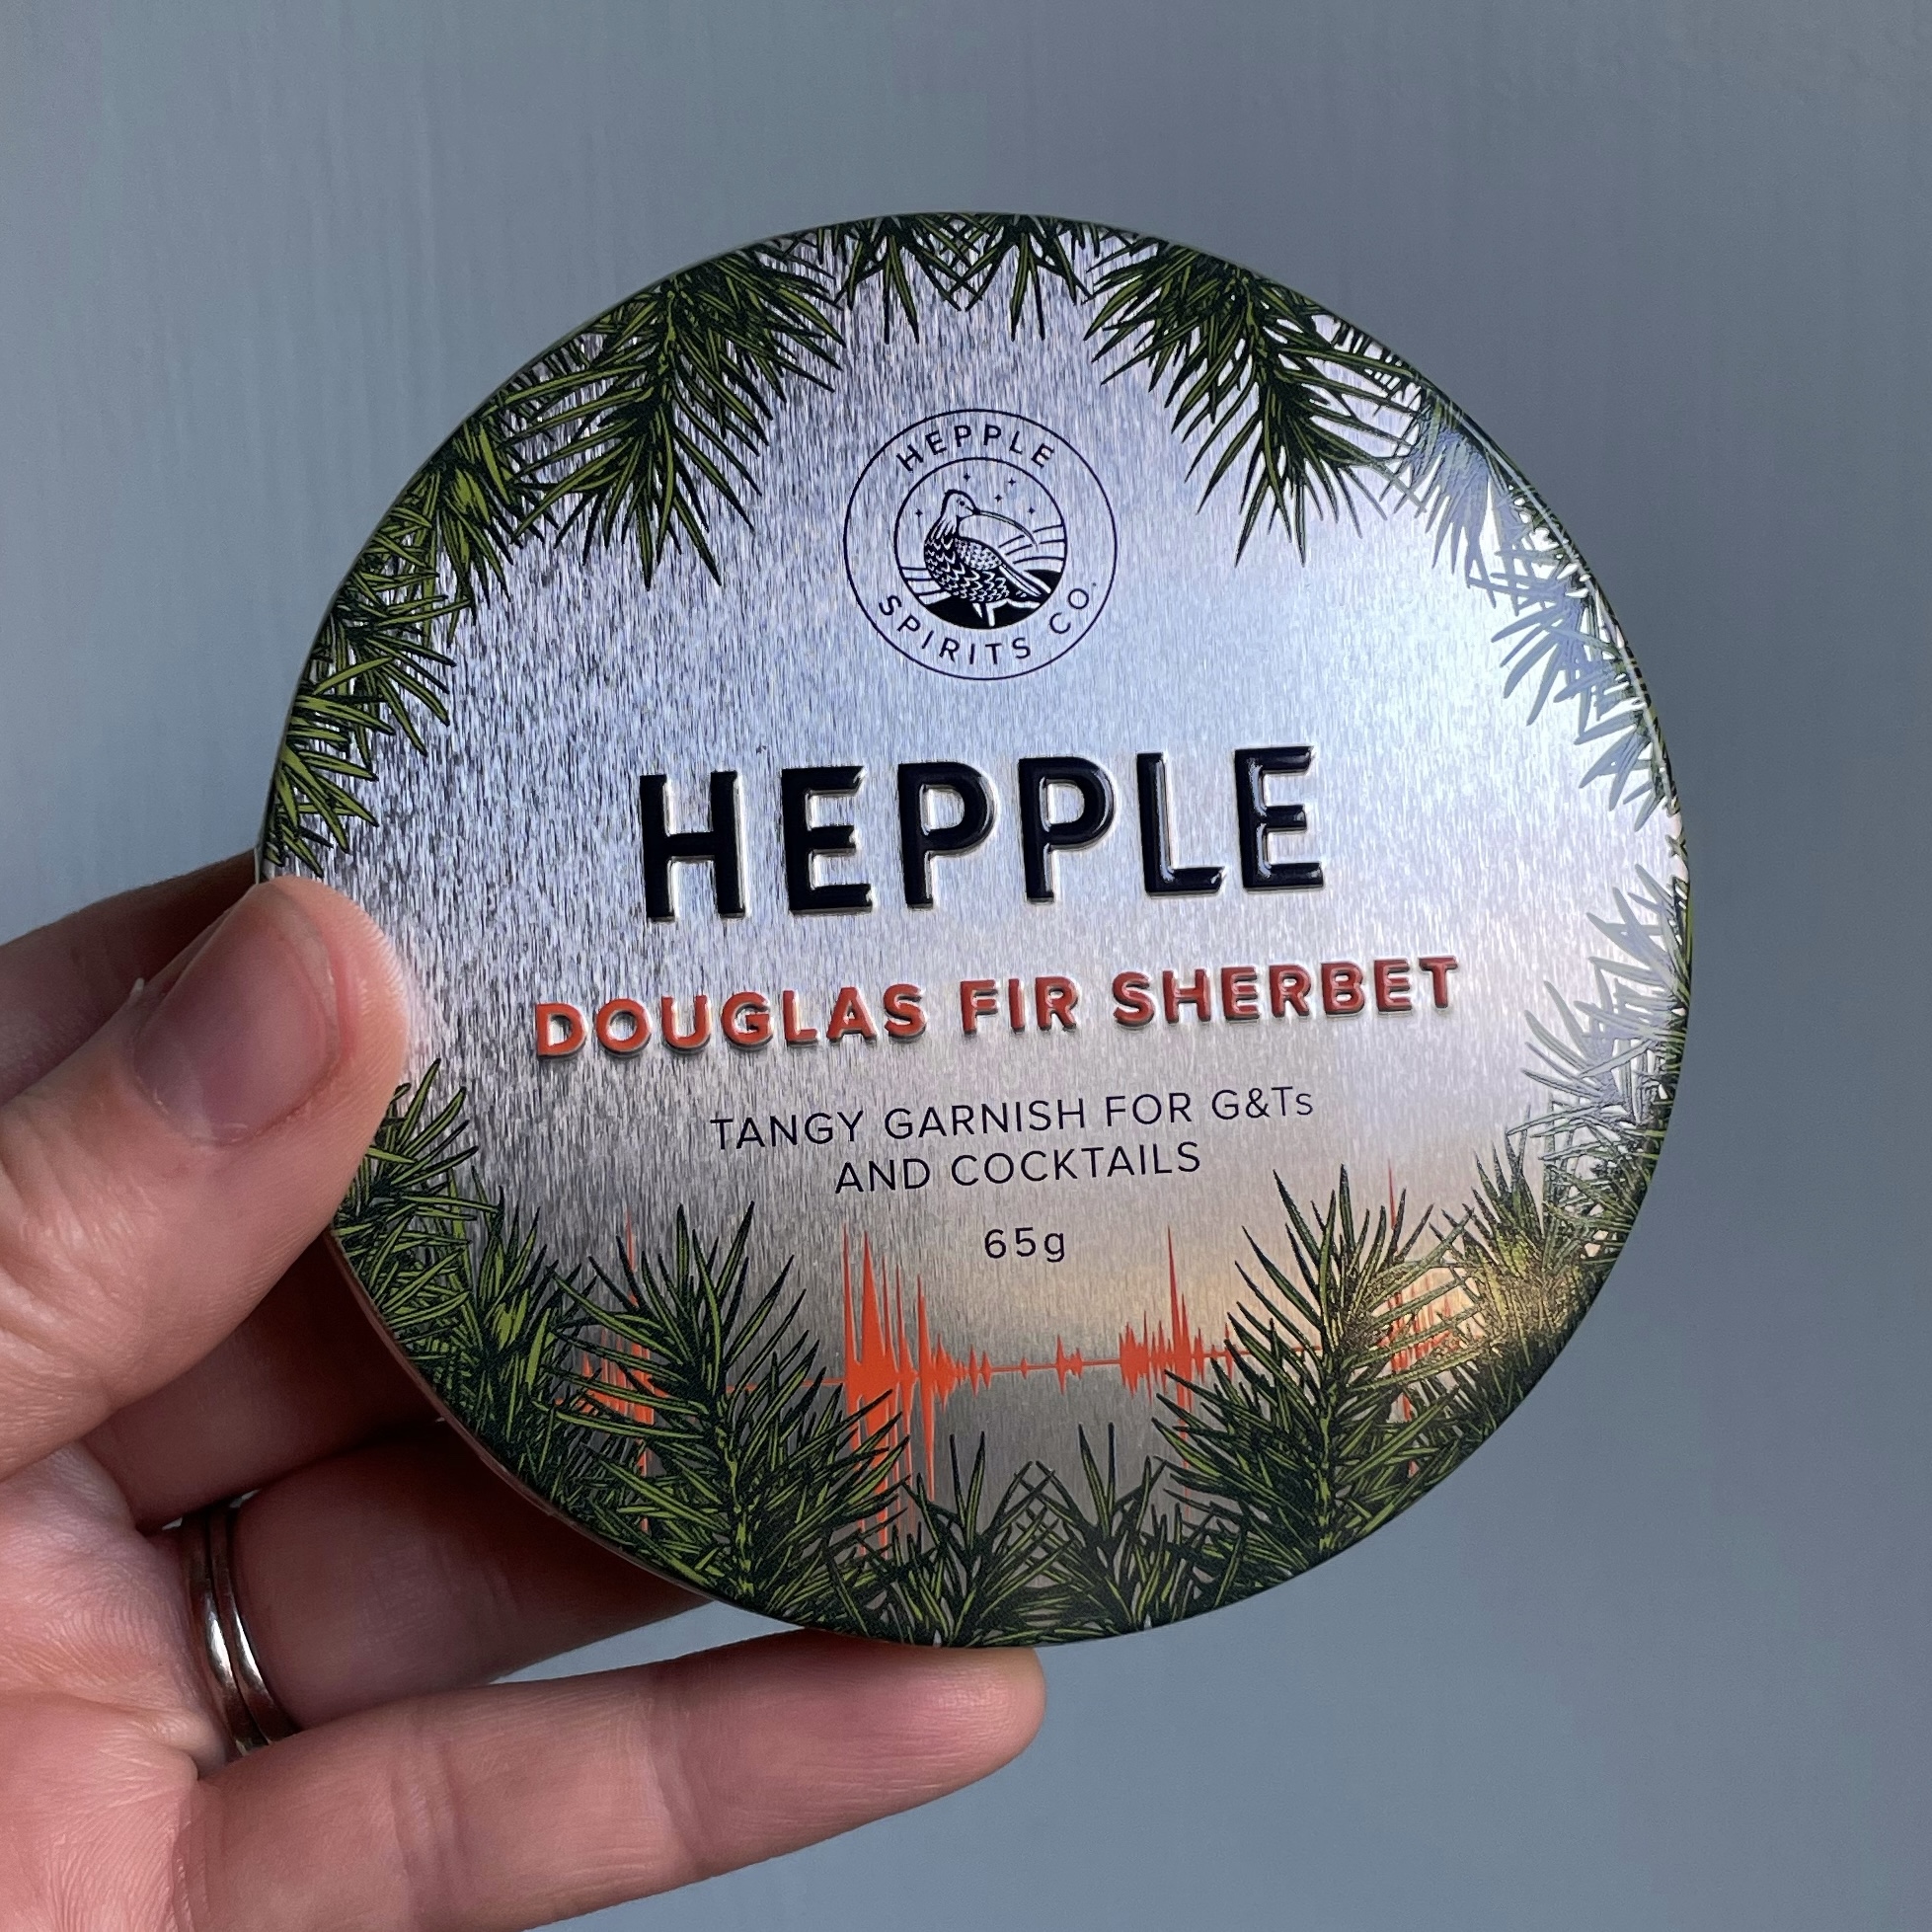 HEPPLE
SPIRITS CO.
HEPPLE
DOUGLAS FIR SHERBET
TANGY GARNISH FOR G&Ts
AND COCKTAILS
65g